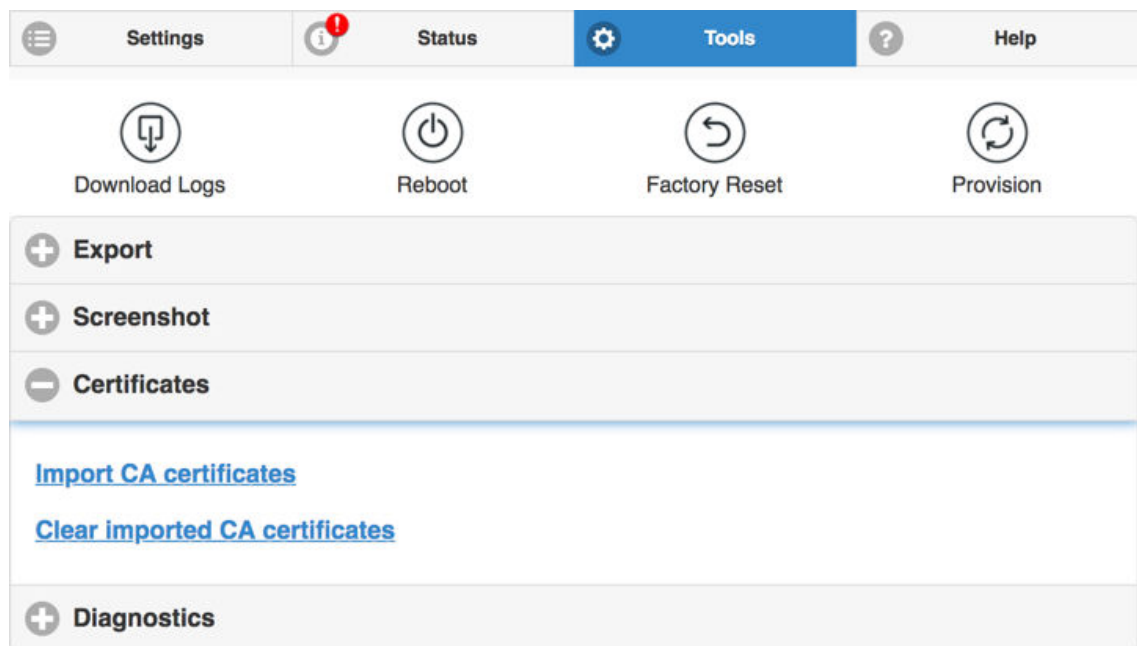 Settings
Status
Tools
Help
Download Logs
Reboot
Factory Reset
Provision
Export
Screenshot
Certificates
Import CA certificates
Clear imported CA certificates
Diagnostics